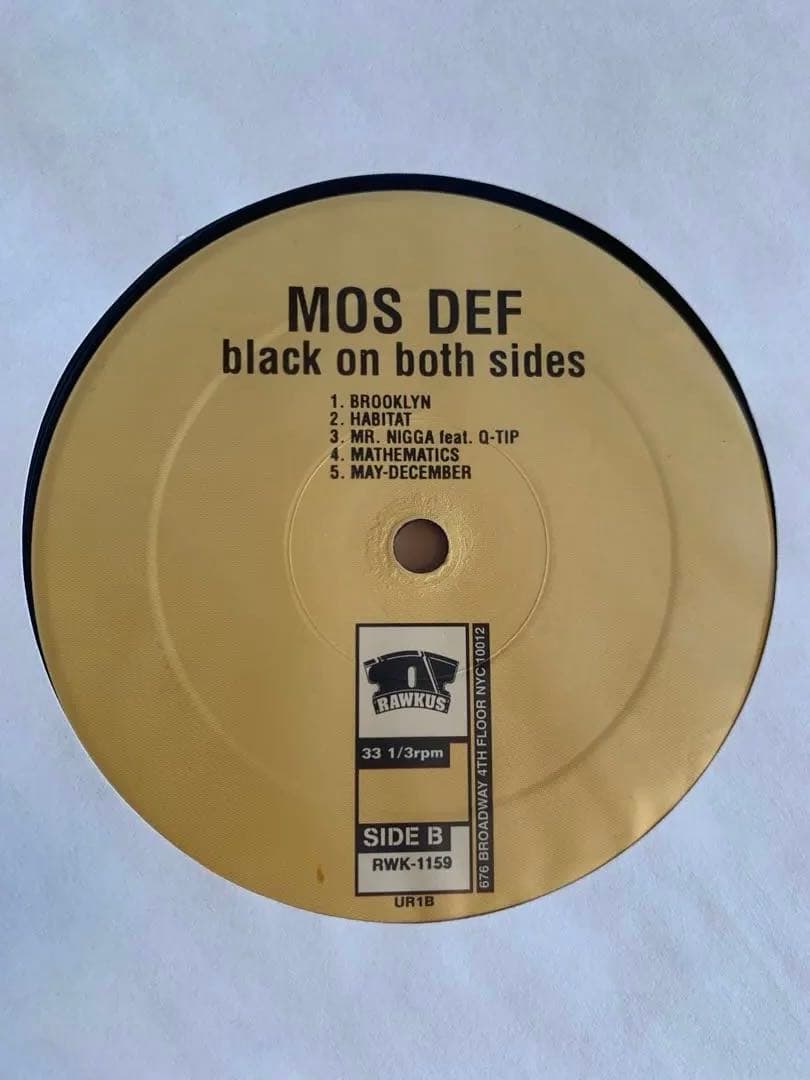 MOS DEF
black on both sides
1. BROOKLYN
2. HABITAT
3. MR. NIGGA feat. Q-TIP
4. MATHEMATICS
5. MAY-DECEMBER
RAWKUS
33 1/3rpm
SIDE B
RWK-1159
UR1B
676 BROADWAY 4TH FLOOR NYC 10012